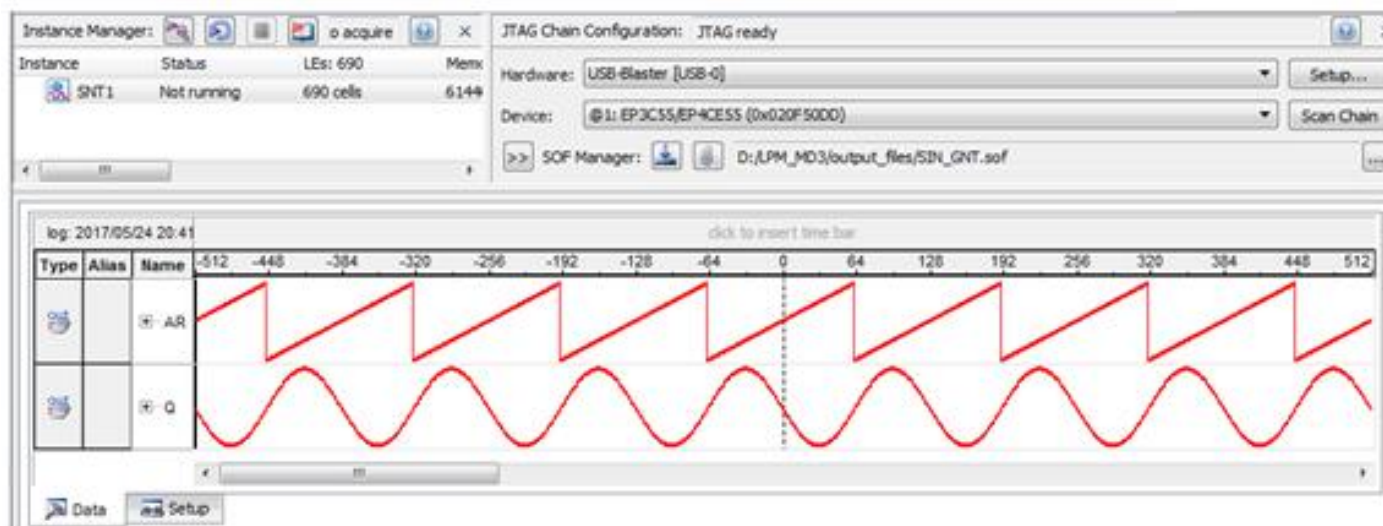 Instance Manager: o acquire
JTAG Chain Configuration: JTAG ready
Instance Status LEs: 690
SNT1 Not running 690 cells
Hardware: USB-Blaster [USB-0] Setup...
Device: @1: EP3C55/EP4CE55 (0x020F50DD) Scan Chain
>> SOF Manager: D:/LPM_MD3/output_files/SIN_GNT.sof ...
log: 2017/05/24 20:41 click to insert time bar
Type Alias Name -512 -448 -384 -320 -256 -192 -128 -64 0 64 128 192 256 320 384 448 512
AR
Q
Data Setup